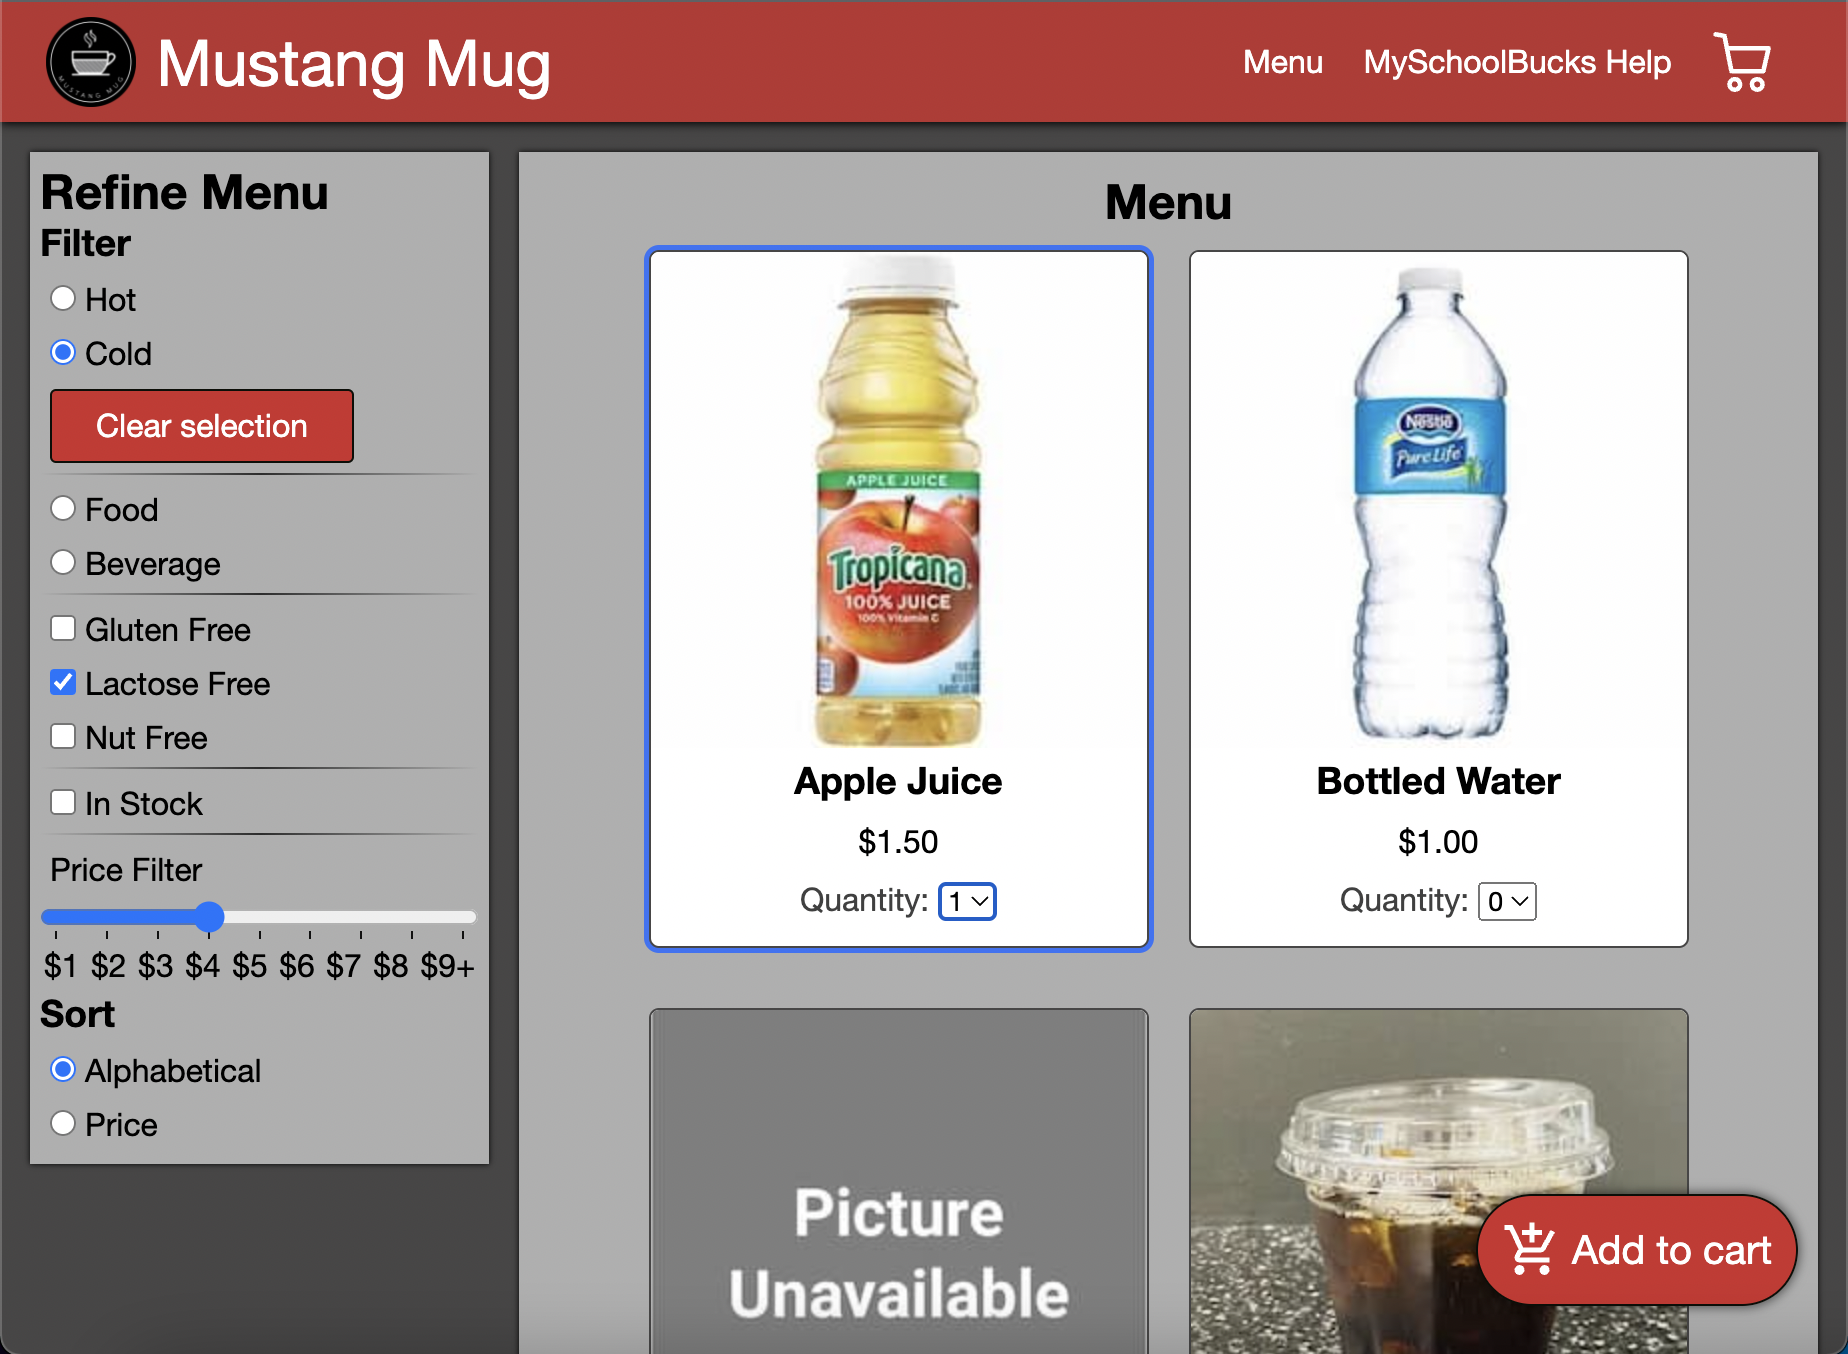 MUSTANG MUG
Mustang Mug
Menu
MySchoolBucks Help
Refine Menu
Filter
Hot
Cold
Clear selection
Food
Beverage
Gluten Free
Lactose Free
Nut Free
In Stock
Price Filter
$1 $2 $3 $4 $5 $6 $7 $8 $9+
Sort
Alphabetical
Price
Menu
APPLE JUICE
Tropicana
100% JUICE
100% Vitamin C
Apple Juice
$1.50
Quantity: 1
Nestlé
Pure Life
Bottled Water
$1.00
Quantity: 0
Picture
Unavailable
Add to cart